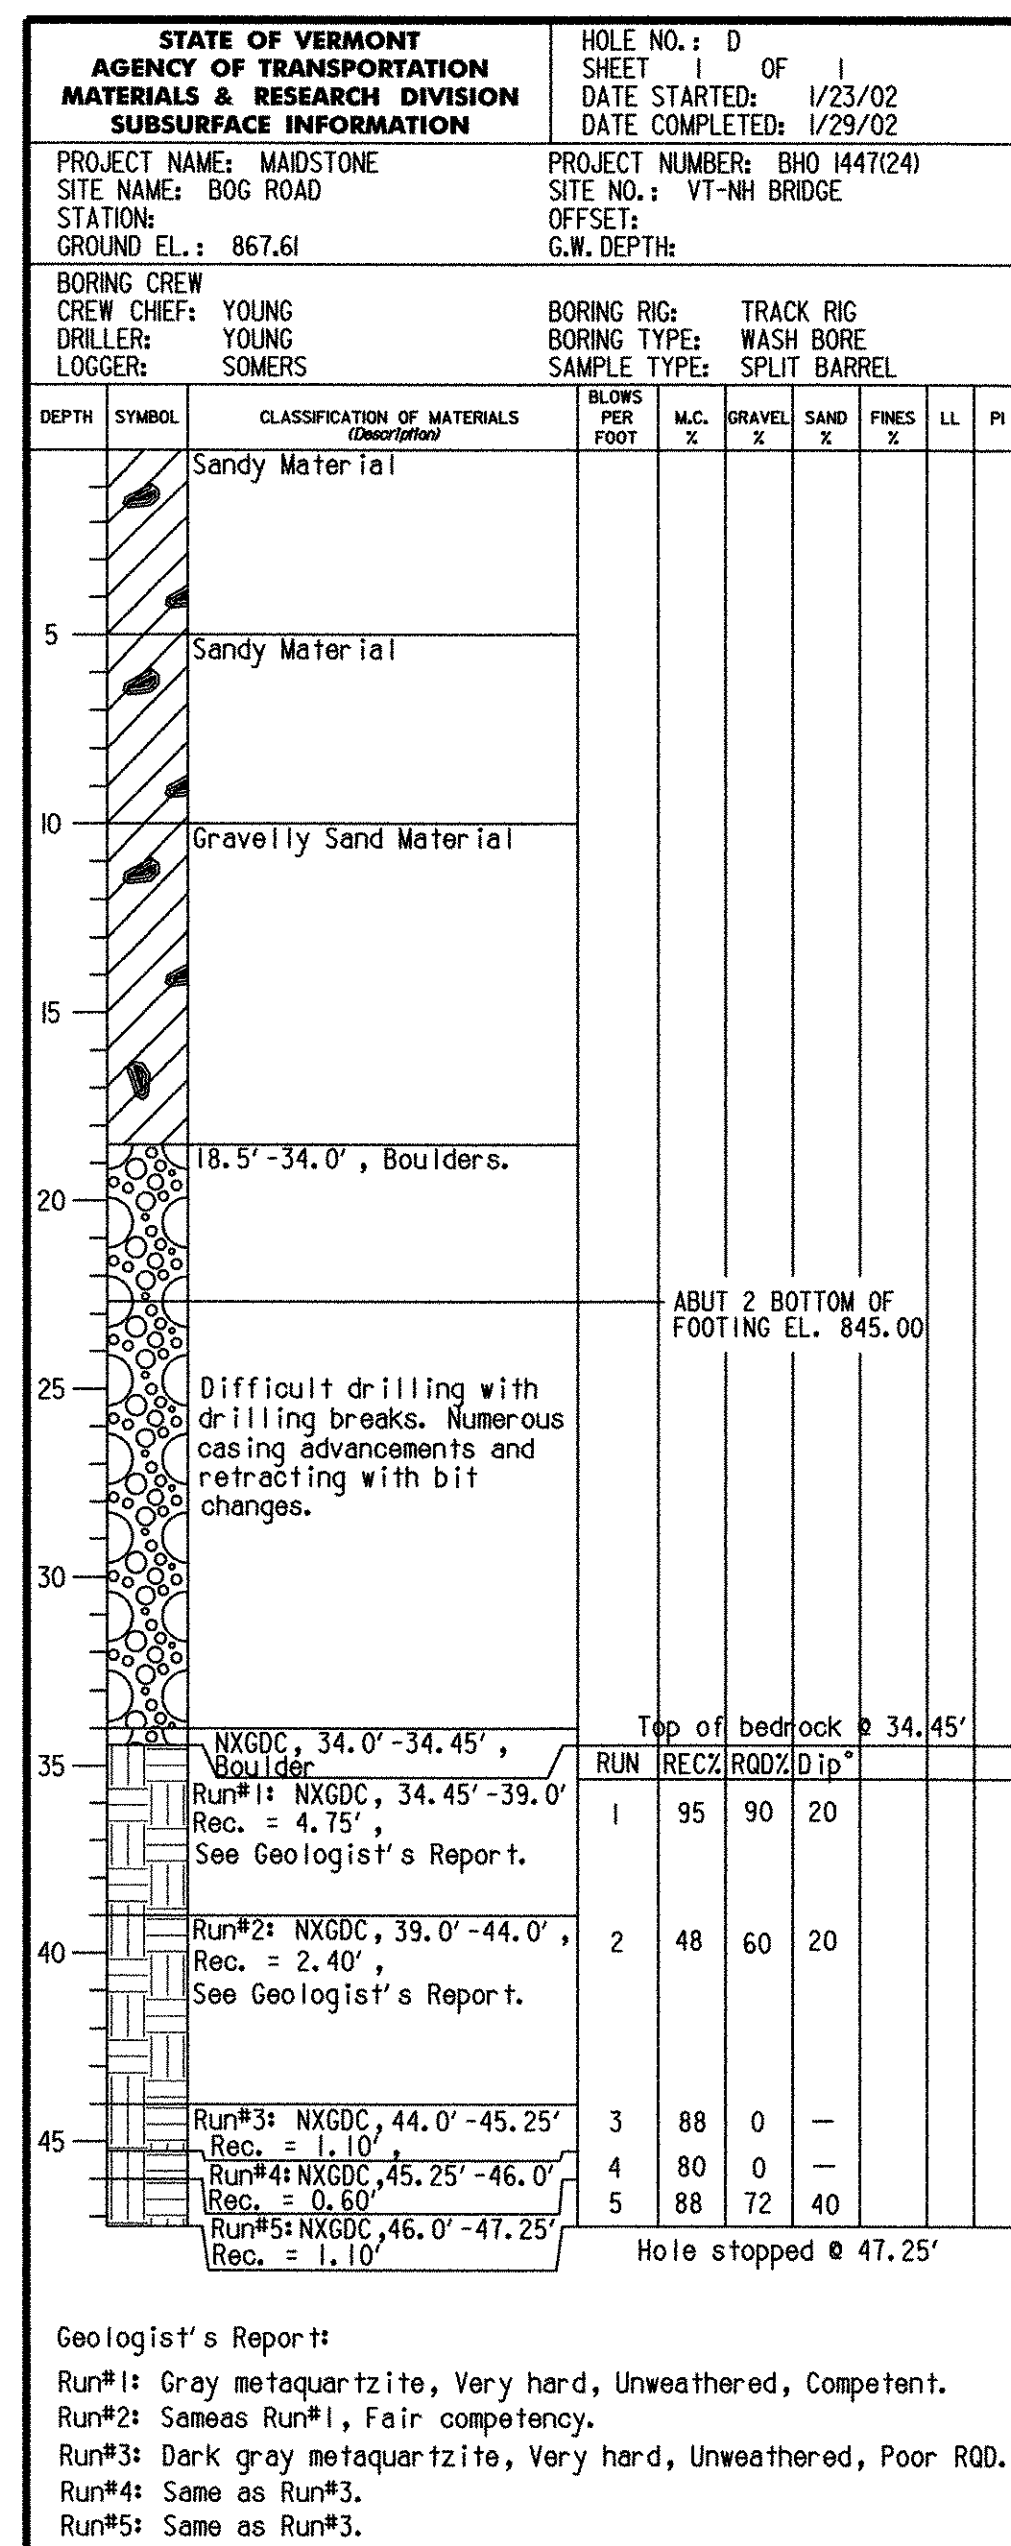 STATE OF VERMONT
AGENCY OF TRANSPORTATION
MATERIALS & RESEARCH DIVISION
SUBSURFACE INFORMATION
HOLE NO.: D
SHEET 1 OF 1
DATE STARTED: 1/23/02
DATE COMPLETED: 1/29/02
PROJECT NAME: MAIDSTONE
SITE NAME: BOG ROAD
STATION:
GROUND EL.: 867.61
PROJECT NUMBER: BHO 1447(24)
SITE NO.: VT-NH BRIDGE
OFFSET:
G.W. DEPTH:
BORING CREW
CREW CHIEF: YOUNG
DRILLER: YOUNG
LOGGER: SOMERS
BORING RIG: TRACK RIG
BORING TYPE: WASH BORE
SAMPLE TYPE: SPLIT BARREL
DEPTH SYMBOL CLASSIFICATION OF MATERIALS (Description) BLOWS PER FOOT M.C. % GRAVEL % SAND % FINES % LL PI
Sandy Material
5
Sandy Material
10
Gravelly Sand Material
15
18.5'-34.0', Boulders.
20
ABUT 2 BOTTOM OF
FOOTING EL. 845.00
25
Difficult drilling with
drilling breaks. Numerous
casing advancements and
retracting with bit
changes.
30
Top of bedrock @ 34.45'
NXGDC, 34.0'-34.45',
Boulder
35
RUN REC% RQD% Dip°
Run#1: NXGDC, 34.45'-39.0'
Rec. = 4.75',
See Geologist's Report.
1 95 90 20
Run#2: NXGDC, 39.0'-44.0',
Rec. = 2.40',
See Geologist's Report.
40
2 48 60 20
Run#3: NXGDC, 44.0'-45.25'
Rec. = 1.10',
3 88 0 —
45
Run#4: NXGDC, 45.25'-46.0'
Rec. = 0.60'
4 80 0 —
Run#5: NXGDC, 46.0'-47.25'
Rec. = 1.10'
5 88 72 40
Hole stopped @ 47.25'
Geologist's Report:
Run#1: Gray metaquartzite, Very hard, Unweathered, Competent.
Run#2: Sameas Run#1, Fair competency.
Run#3: Dark gray metaquartzite, Very hard, Unweathered, Poor RQD.
Run#4: Same as Run#3.
Run#5: Same as Run#3.